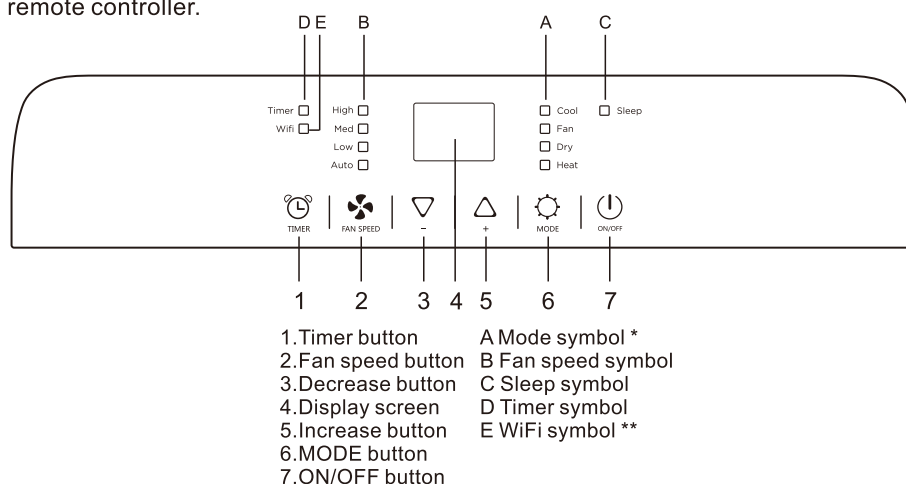 remote controller.
D E B A C
Timer High Cool Sleep
Wifi Med Fan
Low Dry
Auto Heat
TIMER FAN SPEED - + MODE ON/OFF
1 2 3 4 5 6 7
1.Timer button A Mode symbol *
2.Fan speed button B Fan speed symbol
3.Decrease button C Sleep symbol
4.Display screen D Timer symbol
5.Increase button E WiFi symbol **
6.MODE button
7.ON/OFF button